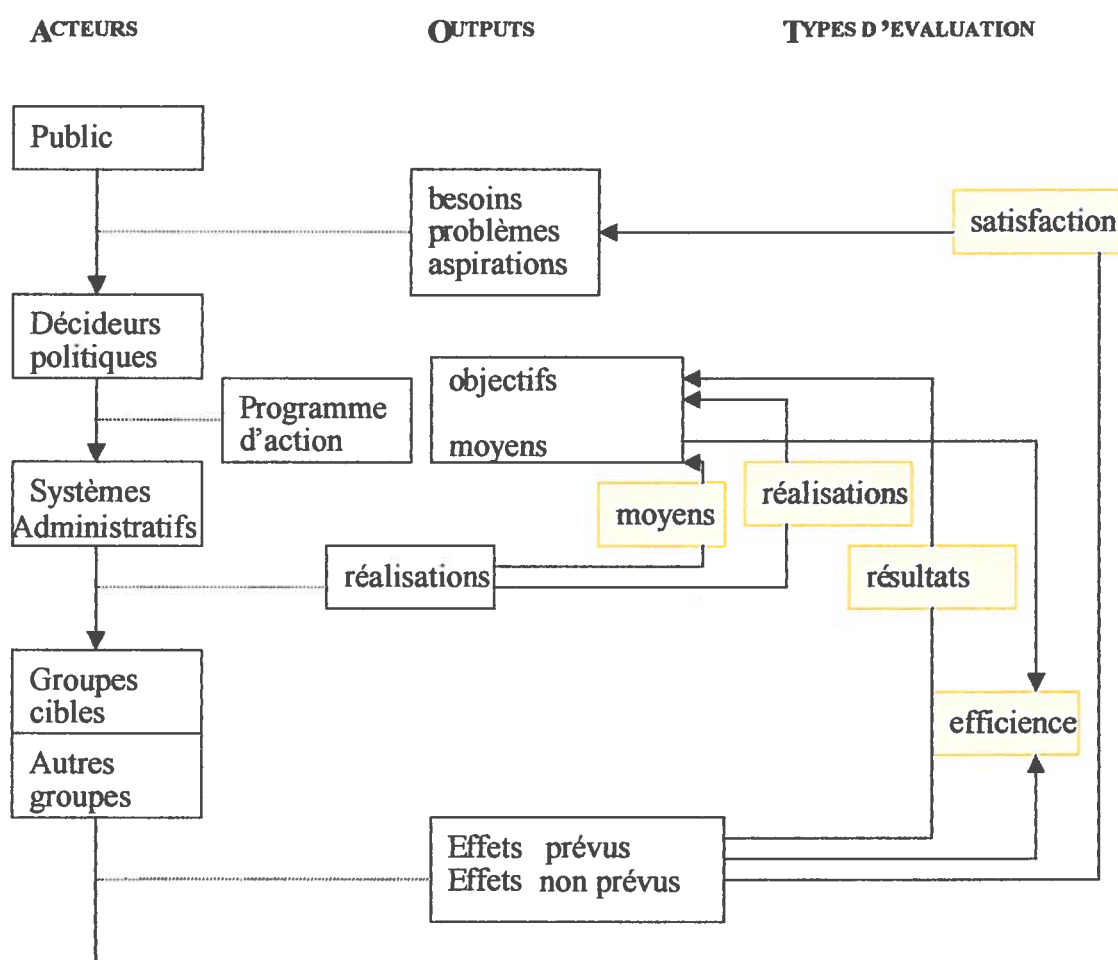 ACTEURS
OUTPUTS
TYPES D ’EVALUATION
Public
besoins
problèmes
aspirations
satisfaction
Décideurs
politiques
Programme
d’action
objectifs
moyens
Systèmes
Administratifs
moyens
réalisations
réalisations
résultats
Groupes
cibles
Autres
groupes
efficience
Effets prévus
Effets non prévus